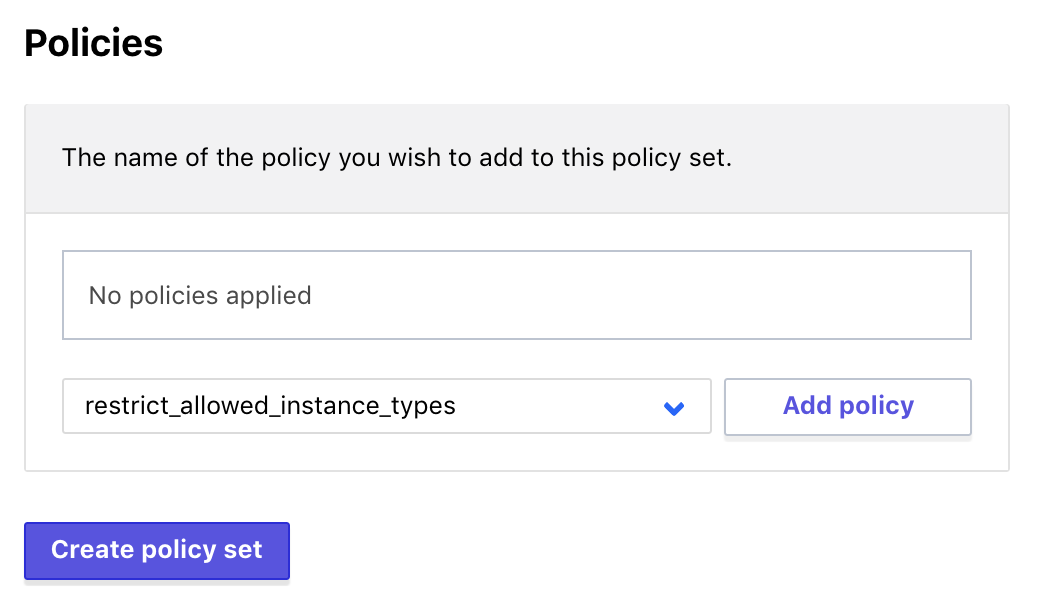 Policies
The name of the policy you wish to add to this policy set.
No policies applied
restrict_allowed_instance_types
Add policy
Create policy set